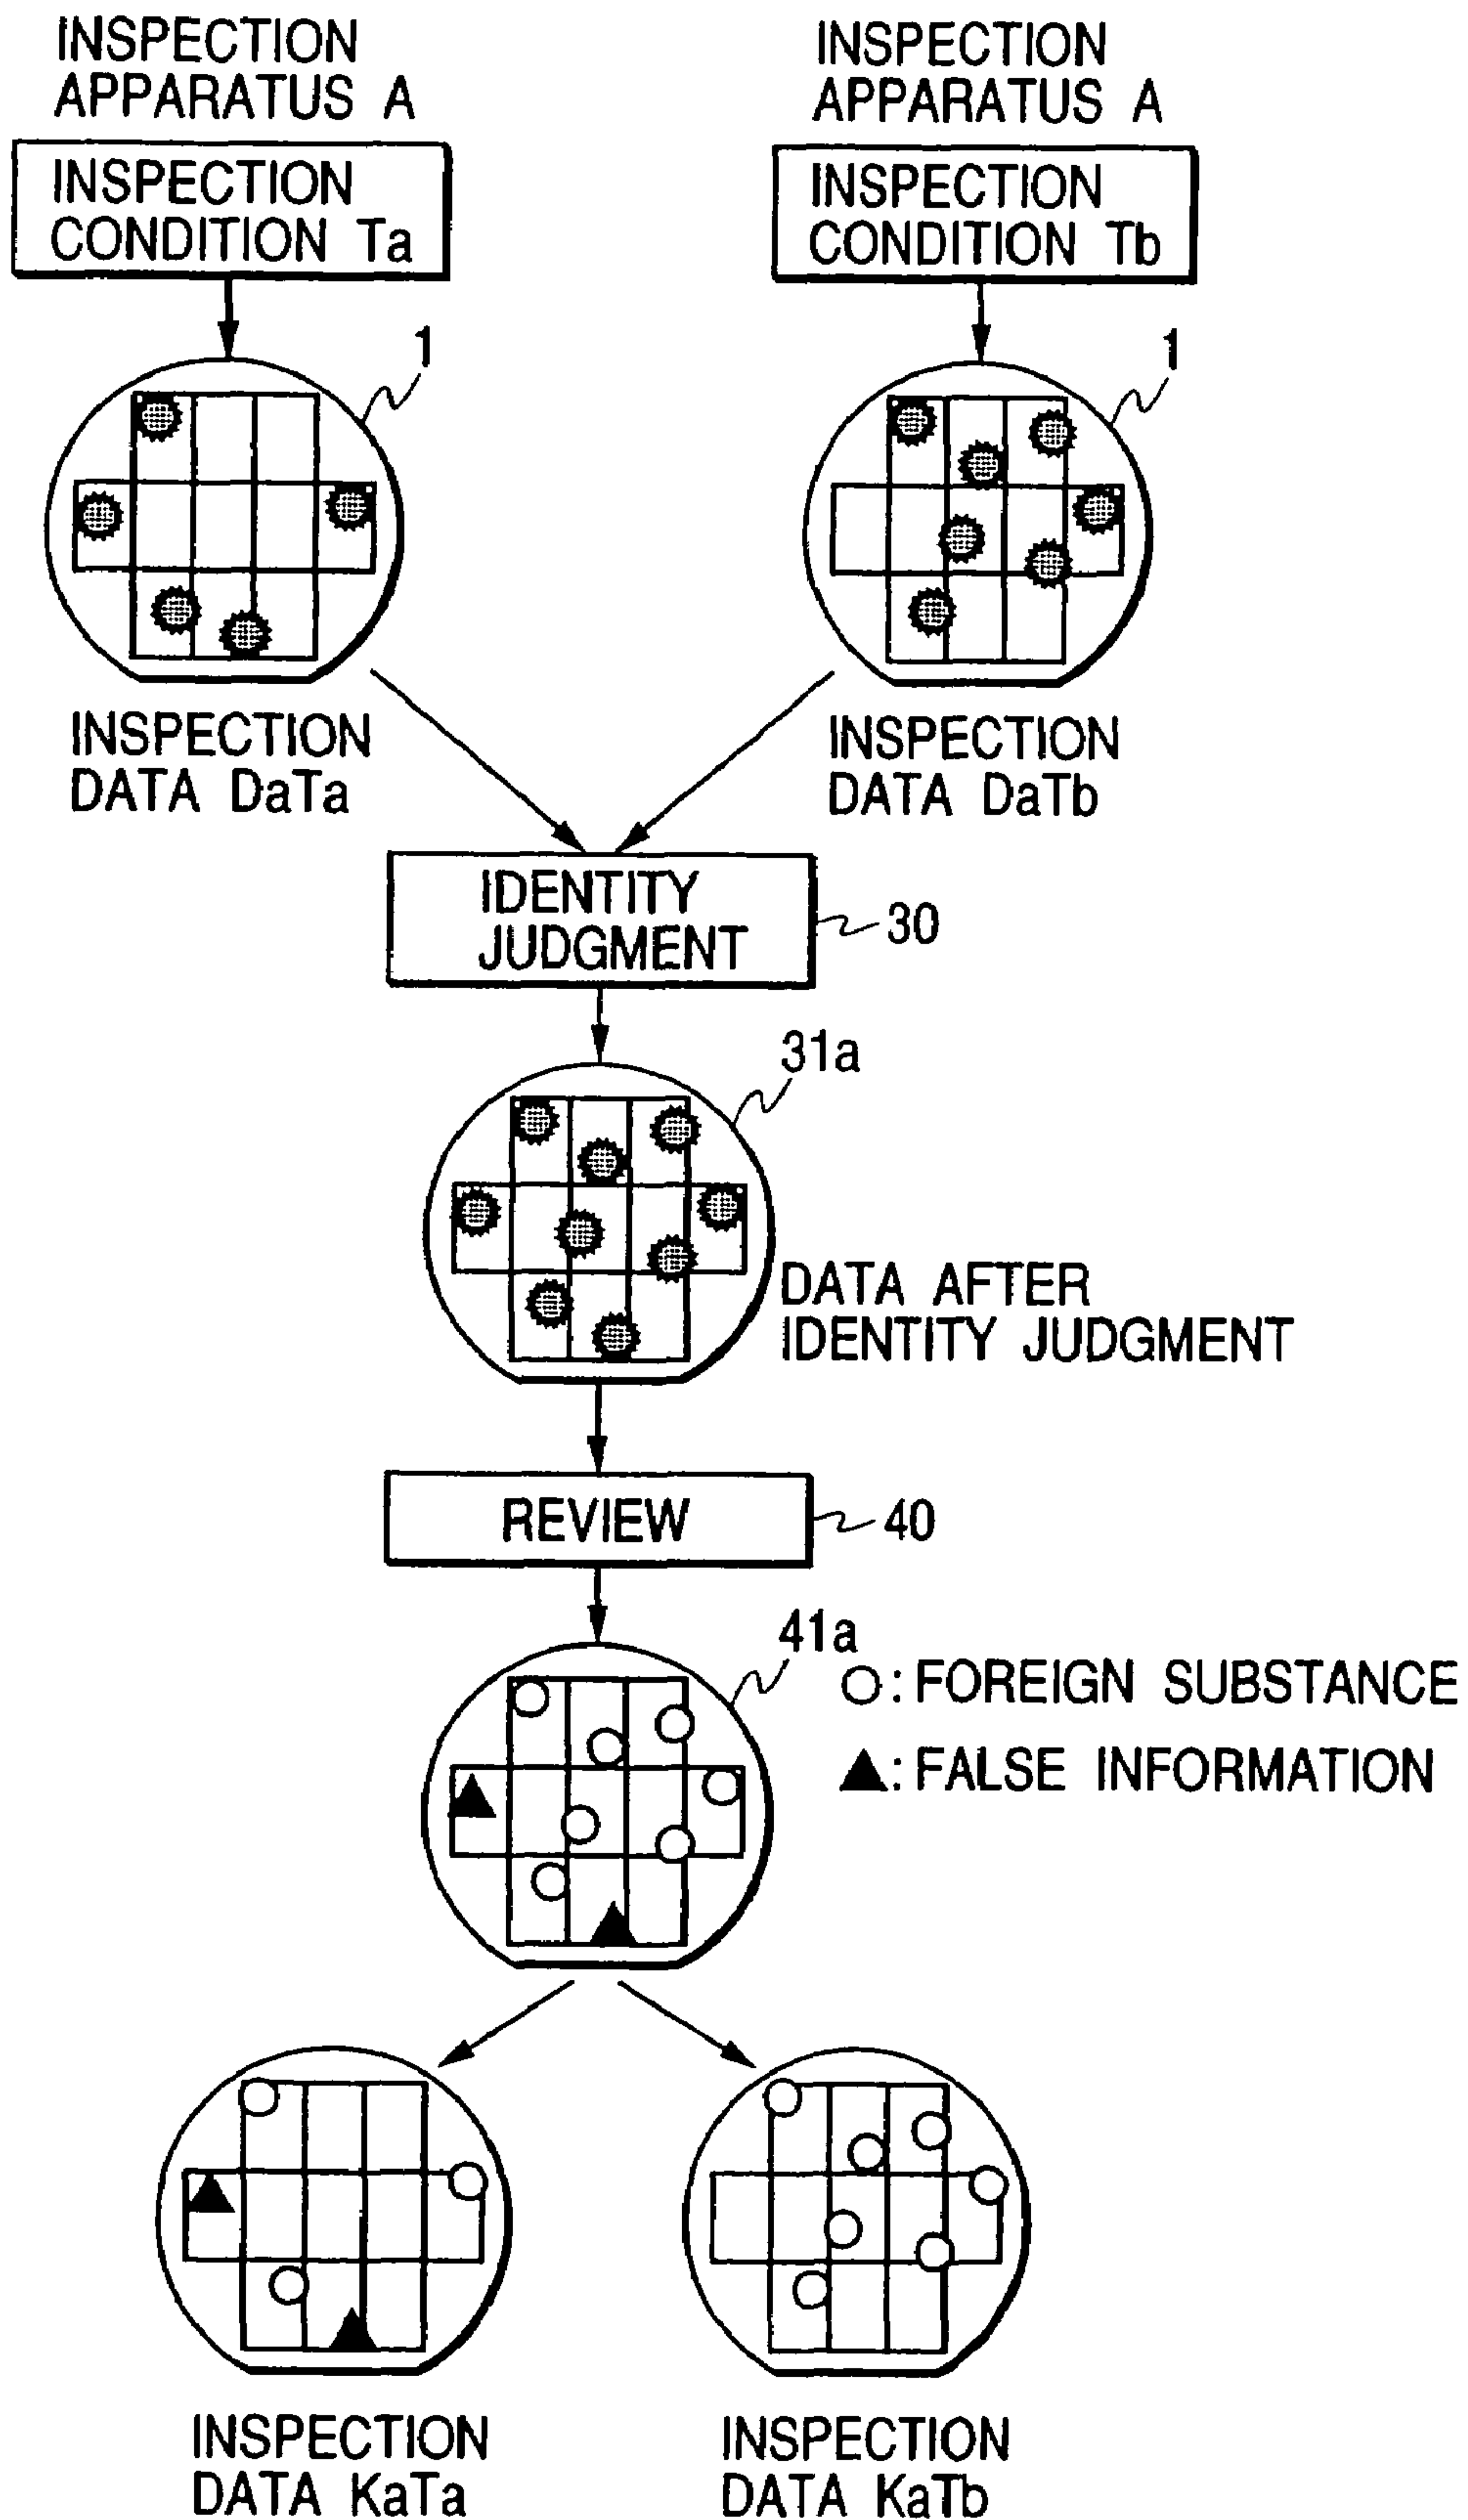 INSPECTION
APPARATUS A
INSPECTION
CONDITION Ta
1
INSPECTION
DATA DaTa
INSPECTION
APPARATUS A
INSPECTION
CONDITION Tb
1
INSPECTION
DATA DaTb
IDENTITY
JUDGMENT
30
31a
DATA AFTER
IDENTITY JUDGMENT
REVIEW
40
41a
○: FOREIGN SUBSTANCE
▲: FALSE INFORMATION
INSPECTION
DATA KaTa
INSPECTION
DATA KaTb